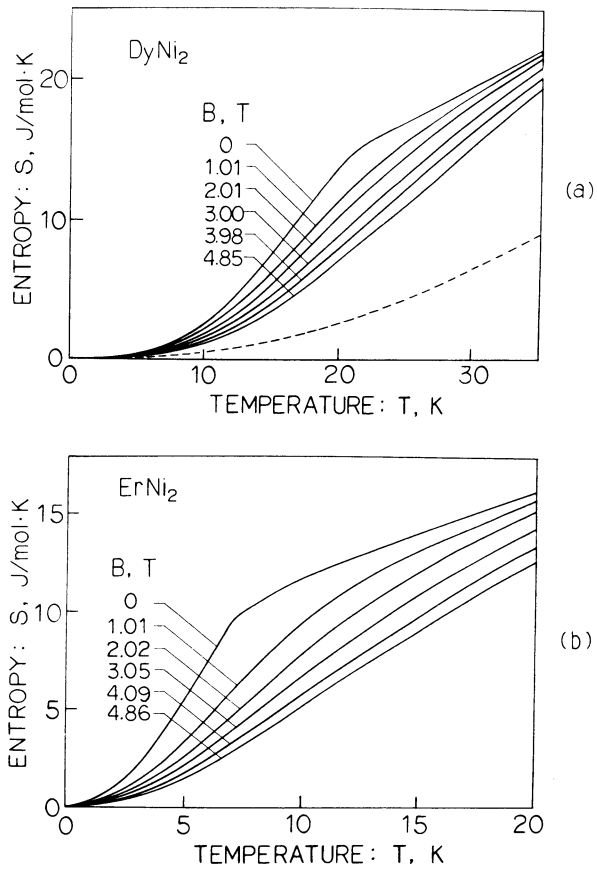 DyNi2
B, T
0
1.01
2.01
3.00
3.98
4.85
20
10
0
ENTROPY: S, J/mol·K
0 10 20 30
TEMPERATURE: T, K
(a)
ErNi2
B, T
0
1.01
2.02
3.05
4.09
4.86
15
10
5
0
ENTROPY: S, J/mol·K
0 5 10 15 20
TEMPERATURE: T, K
(b)